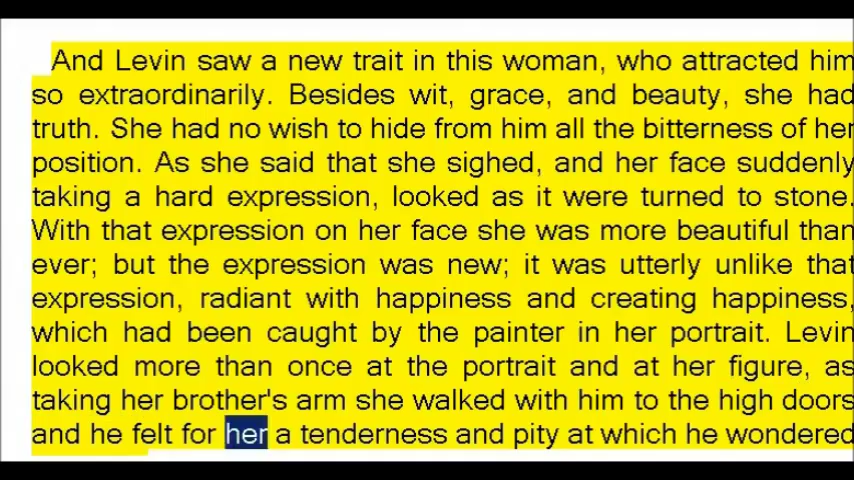 And Levin saw a new trait in this woman, who attracted him
so extraordinarily. Besides wit, grace, and beauty, she had
truth. She had no wish to hide from him all the bitterness of her
position. As she said that she sighed, and her face suddenly
taking a hard expression, looked as it were turned to stone.
With that expression on her face she was more beautiful than
ever; but the expression was new; it was utterly unlike that
expression, radiant with happiness and creating happiness,
which had been caught by the painter in her portrait. Levin
looked more than once at the portrait and at her figure, as
taking her brother's arm she walked with him to the high doors
and he felt for her a tenderness and pity at which he wondered